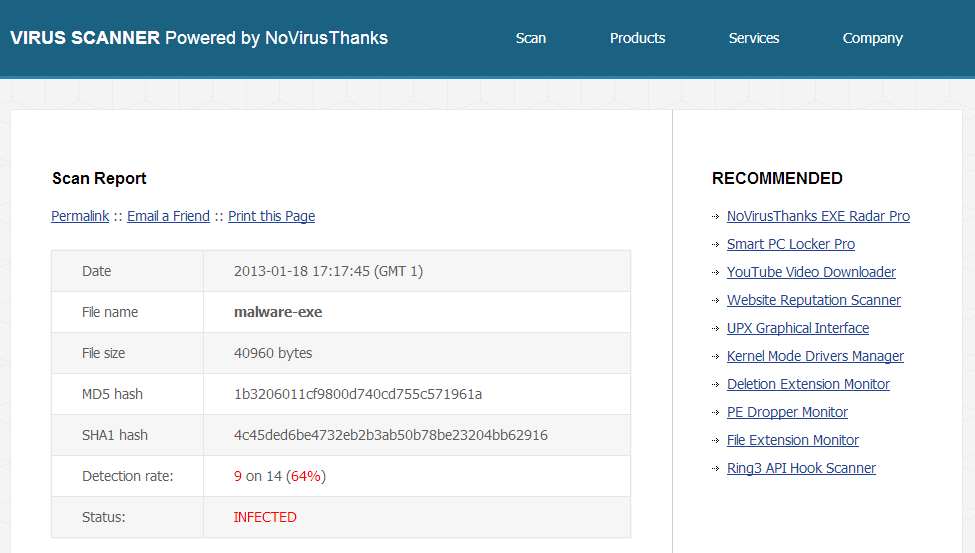 VIRUS SCANNER Powered by NoVirusThanks
Scan Products Services Company
Scan Report
Permalink :: Email a Friend :: Print this Page
Date 2013-01-18 17:17:45 (GMT 1)
File name malware-exe
File size 40960 bytes
MD5 hash 1b3206011cf9800d740cd755c571961a
SHA1 hash 4c45ded6be4732eb2b3ab50b78be23204bb62916
Detection rate: 9 on 14 (64%)
Status: INFECTED
RECOMMENDED
NoVirusThanks EXE Radar Pro
Smart PC Locker Pro
YouTube Video Downloader
Website Reputation Scanner
UPX Graphical Interface
Kernel Mode Drivers Manager
Deletion Extension Monitor
PE Dropper Monitor
File Extension Monitor
Ring3 API Hook Scanner